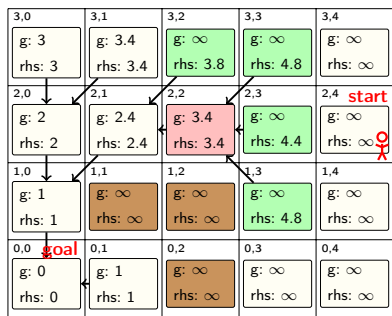 3,0 3,1 3,2 3,3 3,4
g: 3 g: 3.4 g: ∞ g: ∞ g: ∞
rhs: 3 rhs: 3.4 rhs: 3.8 rhs: 4.8 rhs: ∞
2,0 2,1 2,2 2,3 2,4 start
g: 2 g: 2.4 g: 3.4 g: ∞ g: ∞
rhs: 2 rhs: 2.4 rhs: 3.4 rhs: 4.4 rhs: ∞
1,0 1,1 1,2 1,3 1,4
g: 1 g: ∞ g: ∞ g: ∞ g: ∞
rhs: 1 rhs: ∞ rhs: ∞ rhs: 4.8 rhs: ∞
0,0 goal 0,1 0,2 0,3 0,4
g: 0 g: 1 g: ∞ g: ∞ g: ∞
rhs: 0 rhs: 1 rhs: ∞ rhs: ∞ rhs: ∞